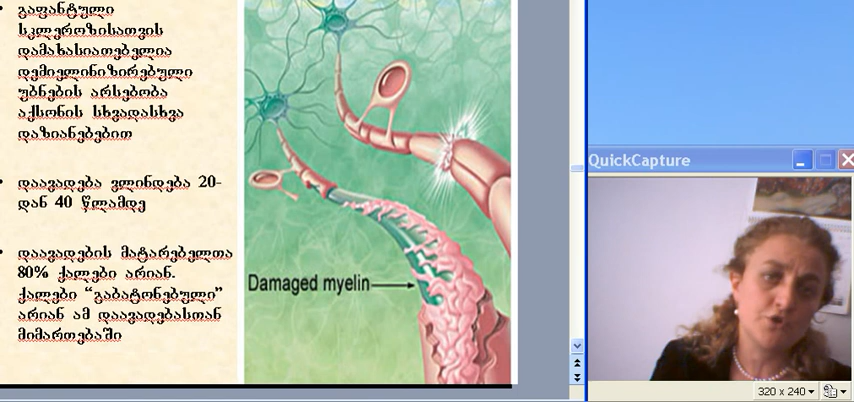 გაფანტული
სკლეროზისათვის
დამახასიათებელია
დემიელინიზირებული
უბნების არსებობა
აქსონის სხვადასხვა
დაზიანებებით
დაავადება ვლინდება 20-
დან 40 წლამდე
დაავადების მატარებელთა
80% ქალები არიან.
ქალები “გაბატონებული”
არიან ამ დაავადებასთან
მიმართებაში
Damaged myelin
QuickCapture
320 x 240